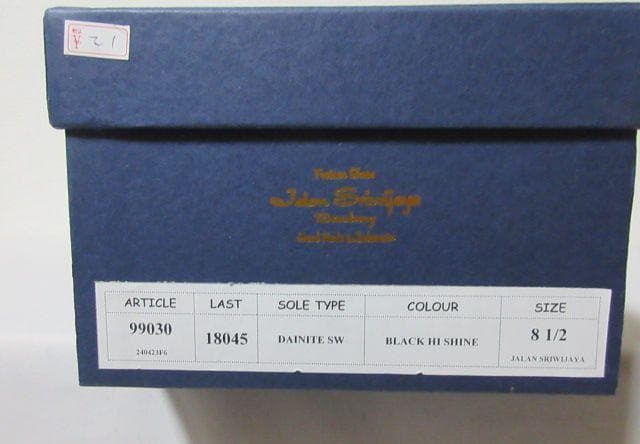 Jalan Sriwijaya
ARTICLE LAST SOLE TYPE COLOUR SIZE
99030 18045 DAINITE SW BLACK HI SHINE 8 1/2
240423F6 JALAN SRIWIJAYA